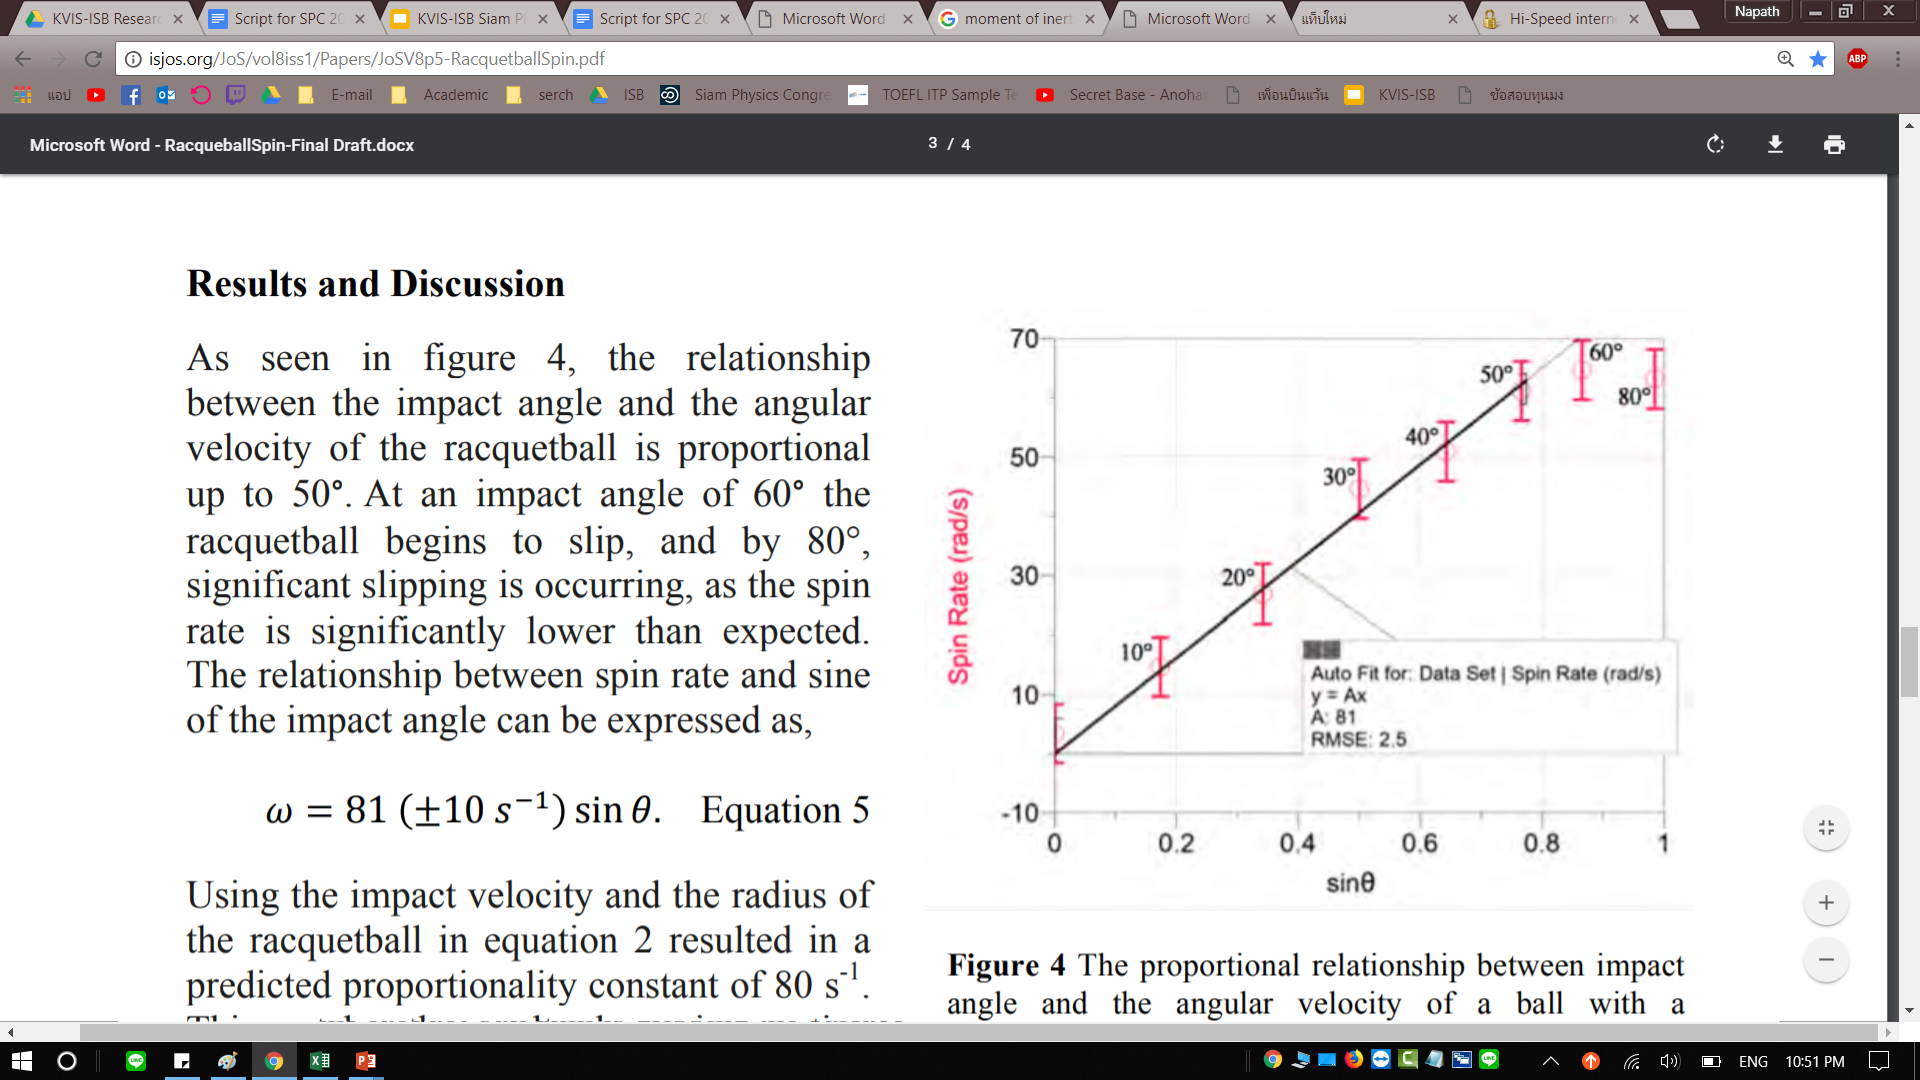 KVIS-ISB Resear
Script for SPC 20
KVIS-ISB Siam P
Script for SPC 20
Microsoft Word
moment of inert
Microsoft Word
แท็บใหม่
Hi-Speed intern
Napath
isjos.org/JoS/vol8iss1/Papers/JoSV8p5-RacquetballSpin.pdf
ABP
แอป
E-mail
Academic
serch
ISB
Siam Physics Congre
TOEFL ITP Sample Te
Secret Base - Anohan
เพื่อนบินแว้น
KVIS-ISB
ข้อสอบทุนมง
Microsoft Word - RacqueballSpin-Final Draft.docx
3 / 4
Results and Discussion
As seen in figure 4, the relationship
between the impact angle and the angular
velocity of the racquetball is proportional
up to 50°. At an impact angle of 60° the
racquetball begins to slip, and by 80°,
significant slipping is occurring, as the spin
rate is significantly lower than expected.
The relationship between spin rate and sine
of the impact angle can be expressed as,
ω = 81 (±10 s⁻¹) sin θ. Equation 5
Using the impact velocity and the radius of
the racquetball in equation 2 resulted in a
predicted proportionality constant of 80 s⁻¹.
Spin Rate (rad/s)
70
50
30
10
-10
0
0.2
0.4
0.6
0.8
1
sinθ
10°
20°
30°
40°
50°
60°
80°
Auto Fit for: Data Set | Spin Rate (rad/s)
y = Ax
A: 81
RMSE: 2.5
Figure 4 The proportional relationship between impact
angle and the angular velocity of a ball with a
LINE
ENG
10:51 PM